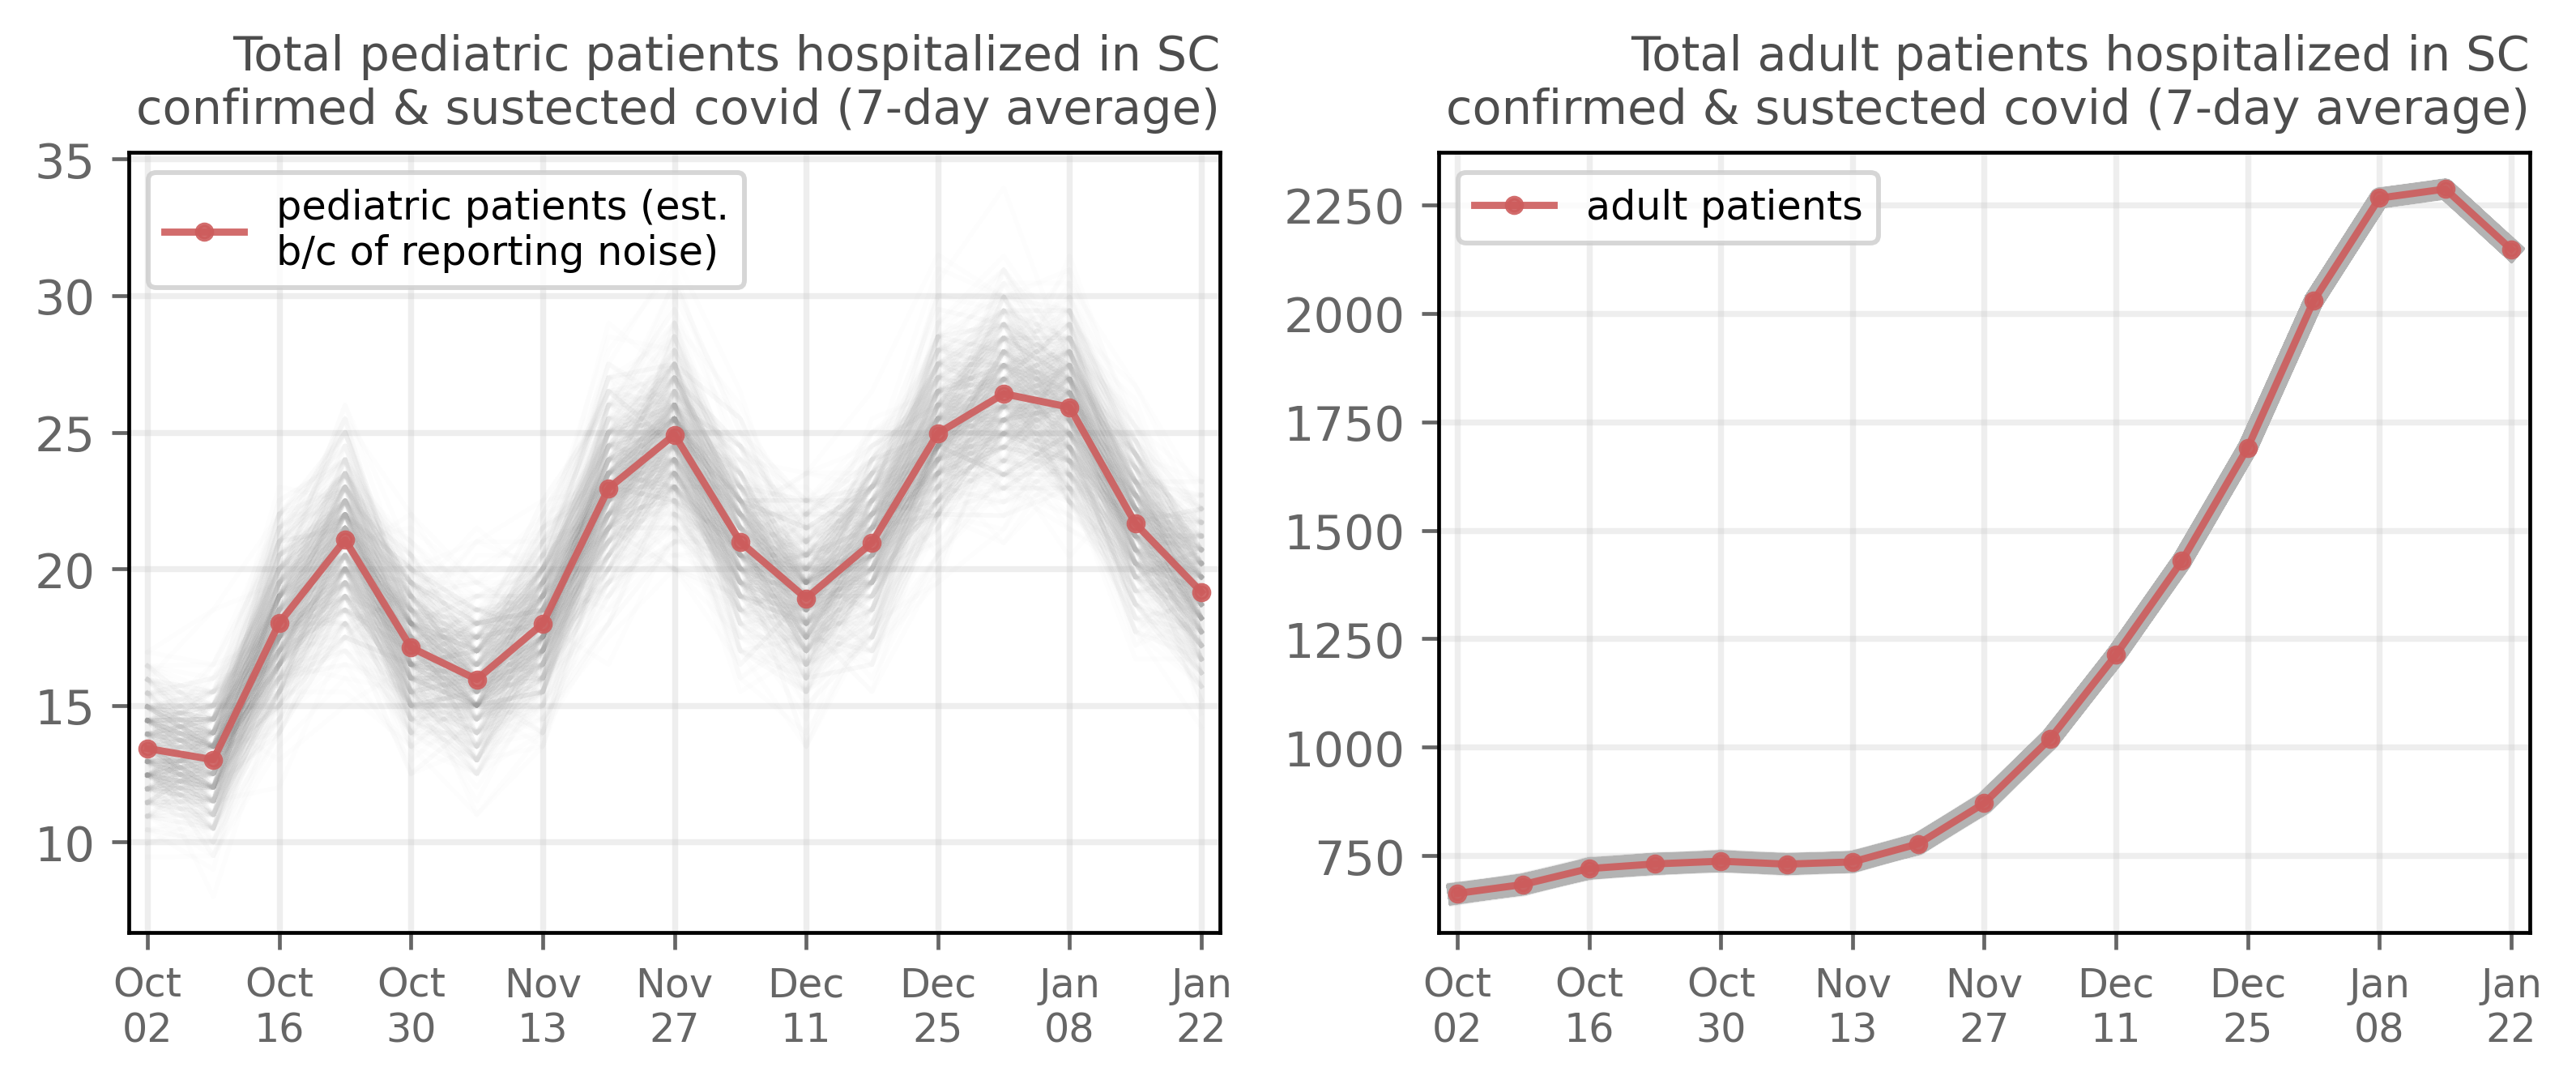 Total pediatric patients hospitalized in SC
confirmed & sustected covid (7-day average)
35
30
25
20
15
10
pediatric patients (est.
b/c of reporting noise)
Oct Oct Oct Nov Nov Dec Dec Jan Jan
02 16 30 13 27 11 25 08 22
Total adult patients hospitalized in SC
confirmed & sustected covid (7-day average)
2250
2000
1750
1500
1250
1000
750
adult patients
Oct Oct Oct Nov Nov Dec Dec Jan Jan
02 16 30 13 27 11 25 08 22